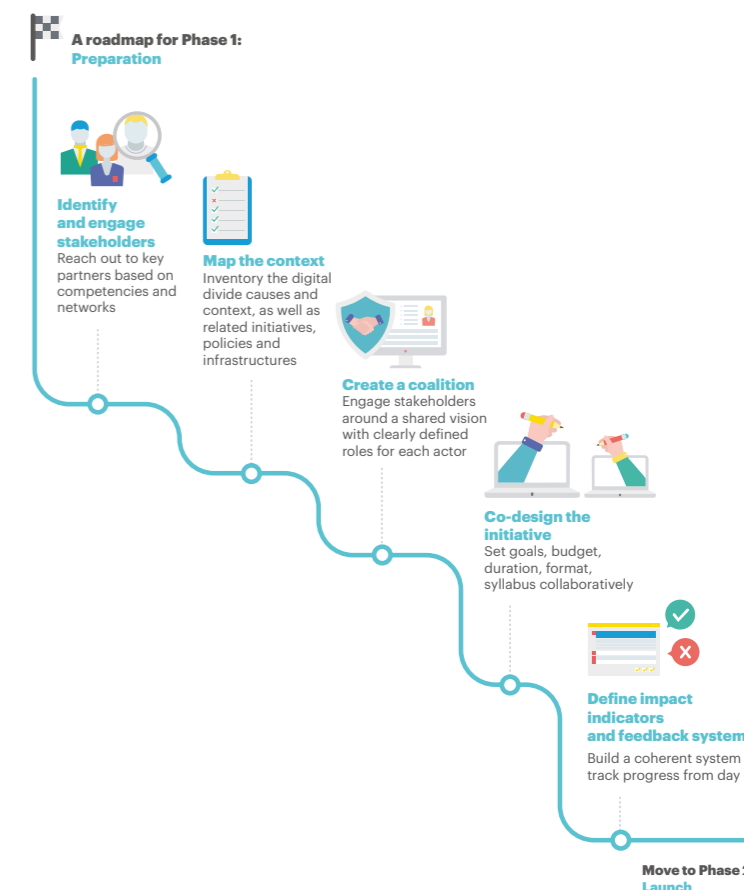 A roadmap for Phase 1:
Preparation
Identify
and engage
stakeholders
Reach out to key
partners based on
competencies and
networks
Map the context
Inventory the digital
divide causes and
context, as well as
related initiatives,
policies and
infrastructures
Create a coalition
Engage stakeholders
around a shared vision
with clearly defined
roles for each actor
Co-design the
initiative
Set goals, budget,
duration, format,
syllabus collaboratively
Define impact
indicators
and feedback system
Build a coherent system
track progress from day
Move to Phase
Launch